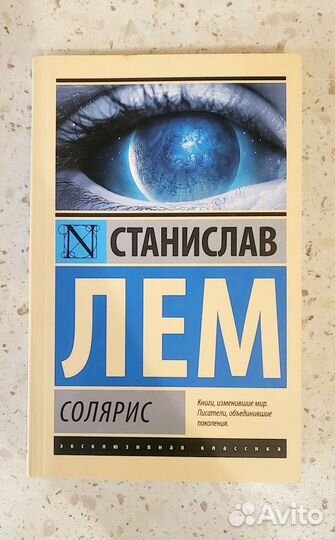 N
СТАНИСЛАВ
ЛЕМ
СОЛЯРИС
Книги, изменившие мир.
Писатели, объединившие
поколения.
эксклюзивная классика
Avito